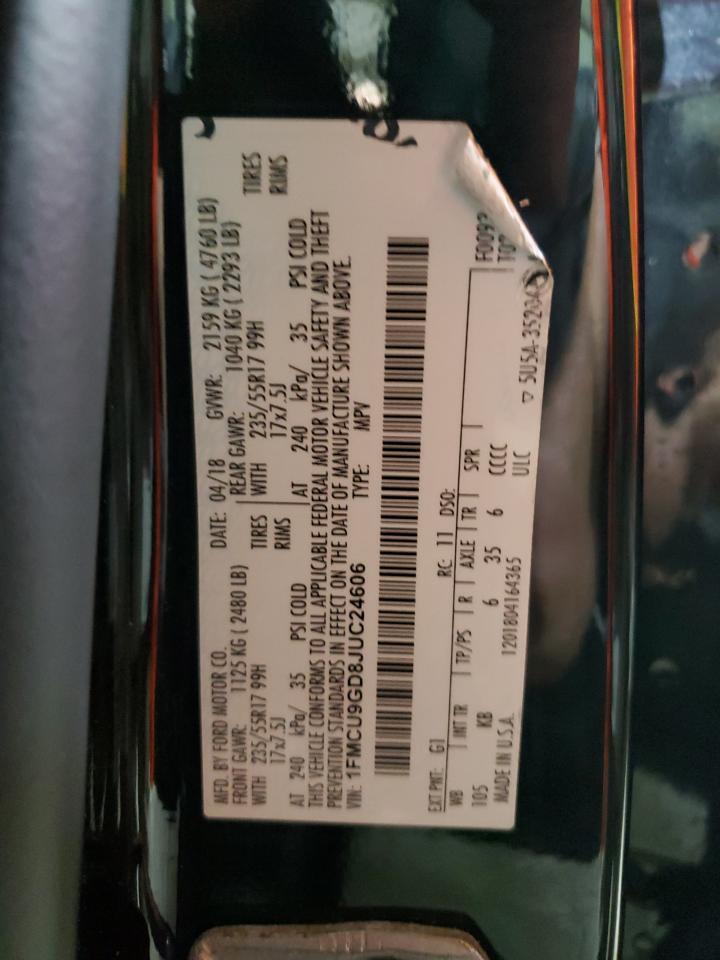 MFD. BY FORD MOTOR CO.
DATE: 04/18 GVWR: 2159 KG ( 4760 LB)
FRONT GAWR: 1125 KG ( 2480 LB)
REAR GAWR: 1040 KG ( 2293 LB)
WITH 235/55R17 99H TIRES
WITH 235/55R17 99H TIRES
17x7.5J RIMS
17x7.5J RIMS
AT 240 kPa/ 35 PSI COLD
AT 240 kPa/ 35 PSI COLD
THIS VEHICLE CONFORMS TO ALL APPLICABLE FEDERAL MOTOR VEHICLE SAFETY AND THEFT
PREVENTION STANDARDS IN EFFECT ON THE DATE OF MANUFACTURE SHOWN ABOVE.
VIN: 1FMCU9GD8JUC24606 TYPE: MPV
EXT PNT: G1 RC: 11 DSO:
WB INT TR TP/PS R AXLE TR SPR
105 KB 6 35 6 CCCC
MADE IN U.S.A. 1201804164365 ULC
▽ 5U5A-35204